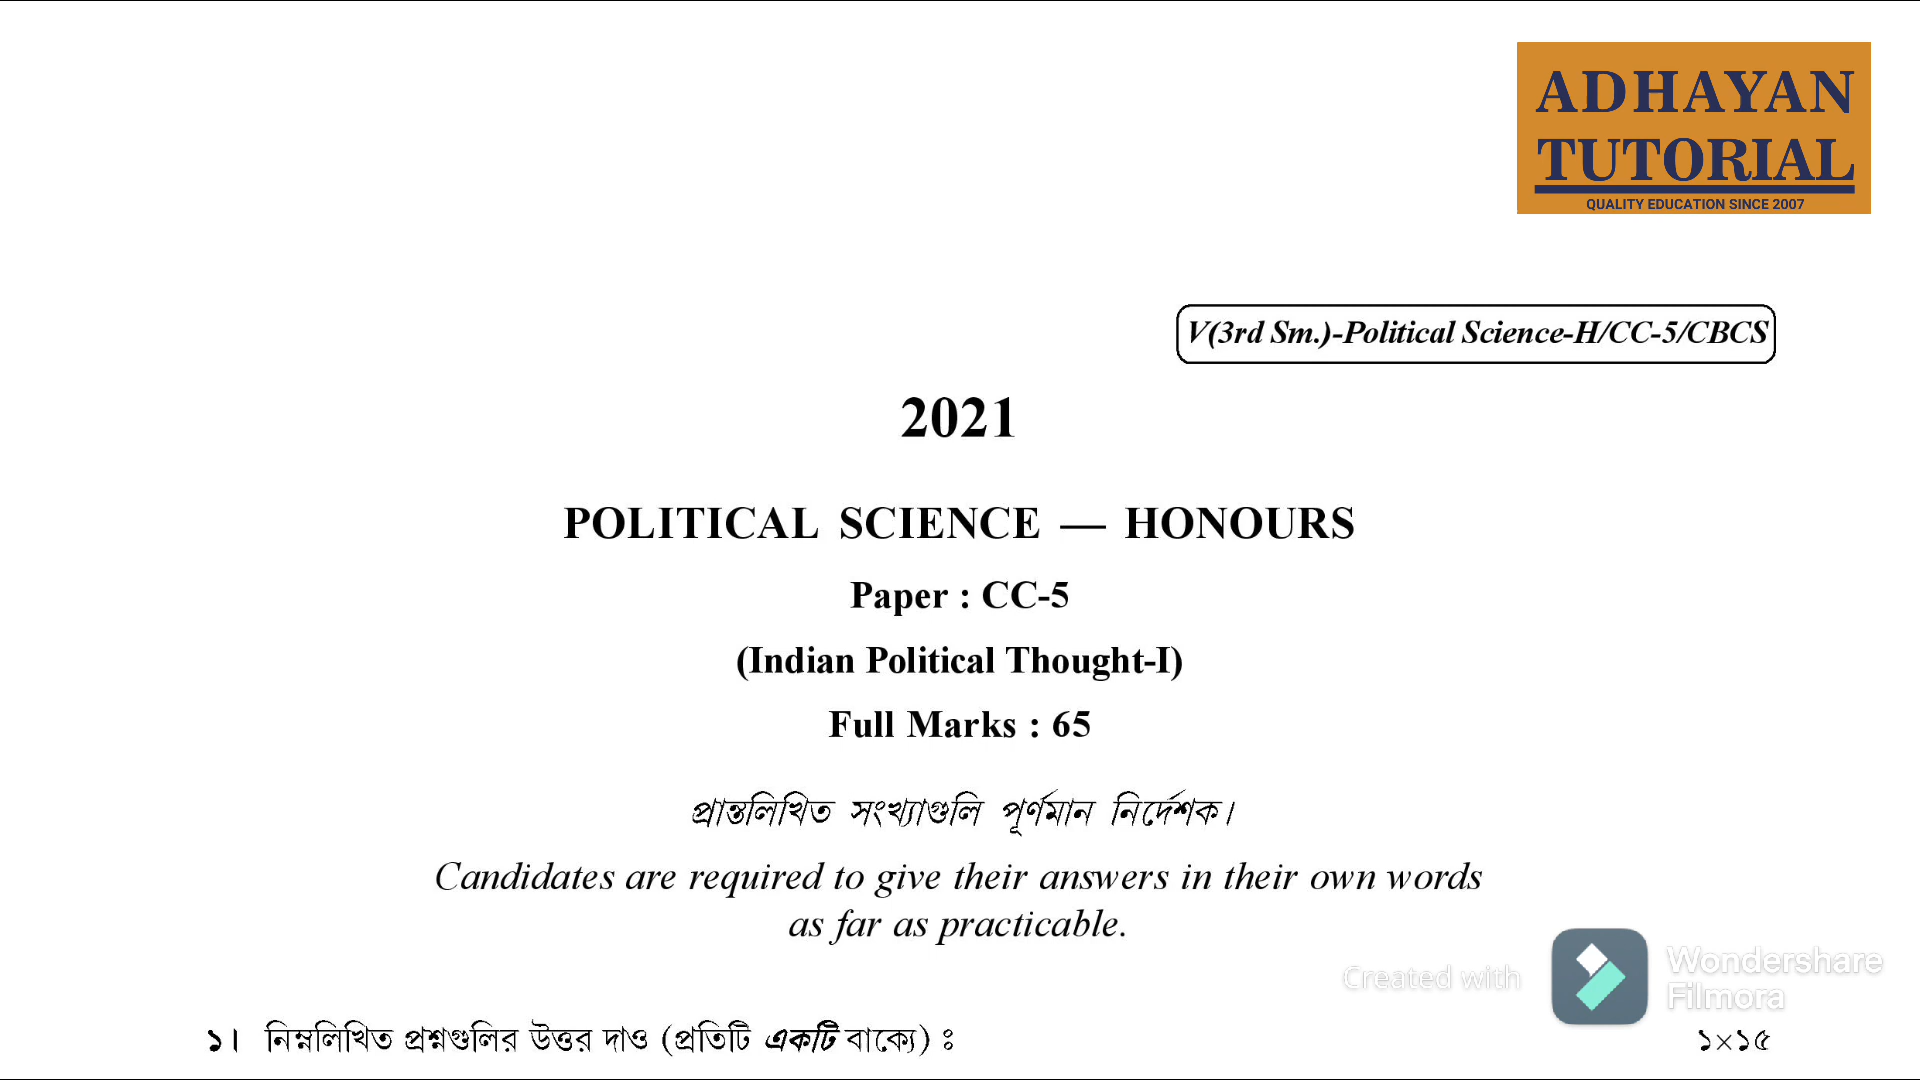 ADHAYAN
TUTORIAL
QUALITY EDUCATION SINCE 2007
V(3rd Sm.)-Political Science-H/CC-5/CBCS
2021
POLITICAL SCIENCE — HONOURS
Paper : CC-5
(Indian Political Thought-I)
Full Marks : 65
প্রান্তলিখিত সংখ্যাগুলি পূর্ণমান নির্দেশক।
Candidates are required to give their answers in their own words
as far as practicable.
Created with Wondershare
Filmora
১। নিম্নলিখিত প্রশ্নগুলির উত্তর দাও (প্রতিটি একটি বাক্যে) ঃ ১×১৫